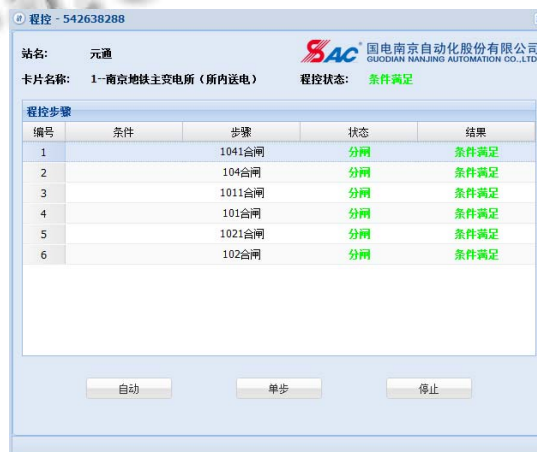 程控 - 542638288
站名: 元通
SAC 国电南京自动化股份有限公司
GUODIAN NANJING AUTOMATION CO.,LTD
卡片名称: 1--南京地铁主变电所（所内送电） 程控状态: 条件满足
程控步骤
编号 条件 步骤 状态 结果
1 1041合闸 分闸 条件满足
2 104合闸 分闸 条件满足
3 1011合闸 分闸 条件满足
4 101合闸 分闸 条件满足
5 1021合闸 分闸 条件满足
6 102合闸 分闸 条件满足
自动 单步 停止